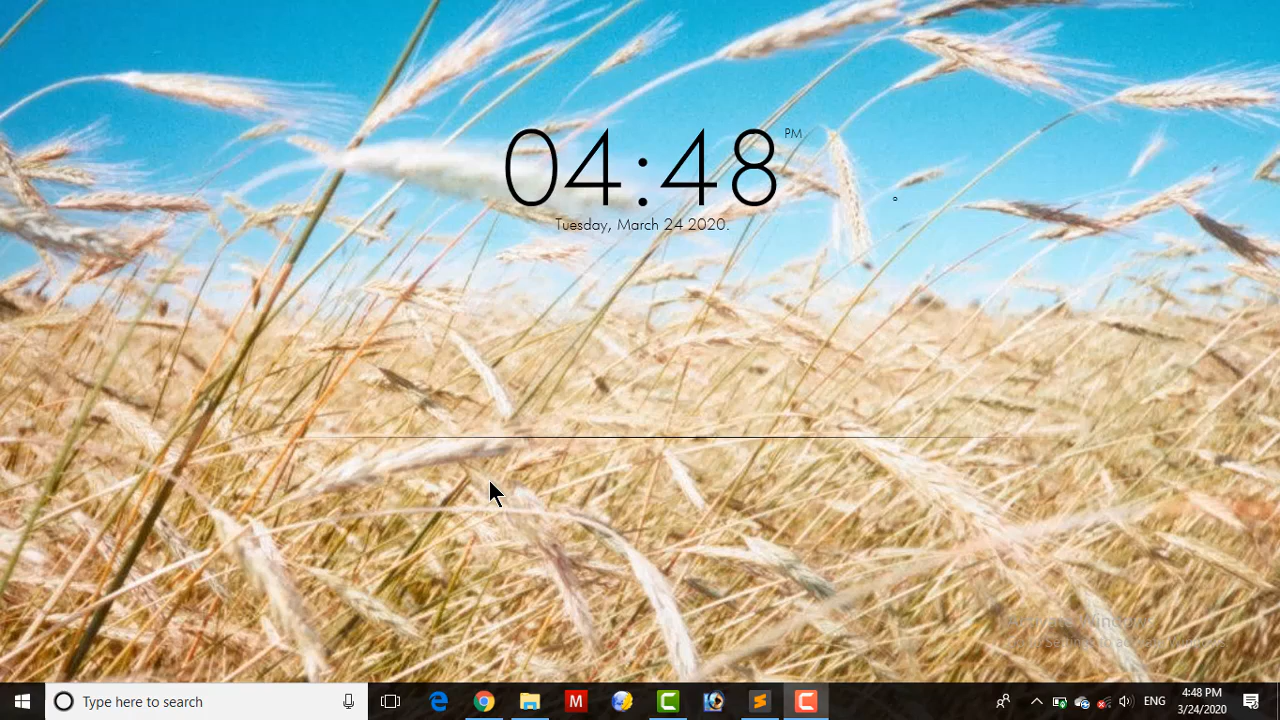 04:48 PM
Tuesday, March 24 2020.
Type here to search
M
ENG
4:48 PM
3/24/2020